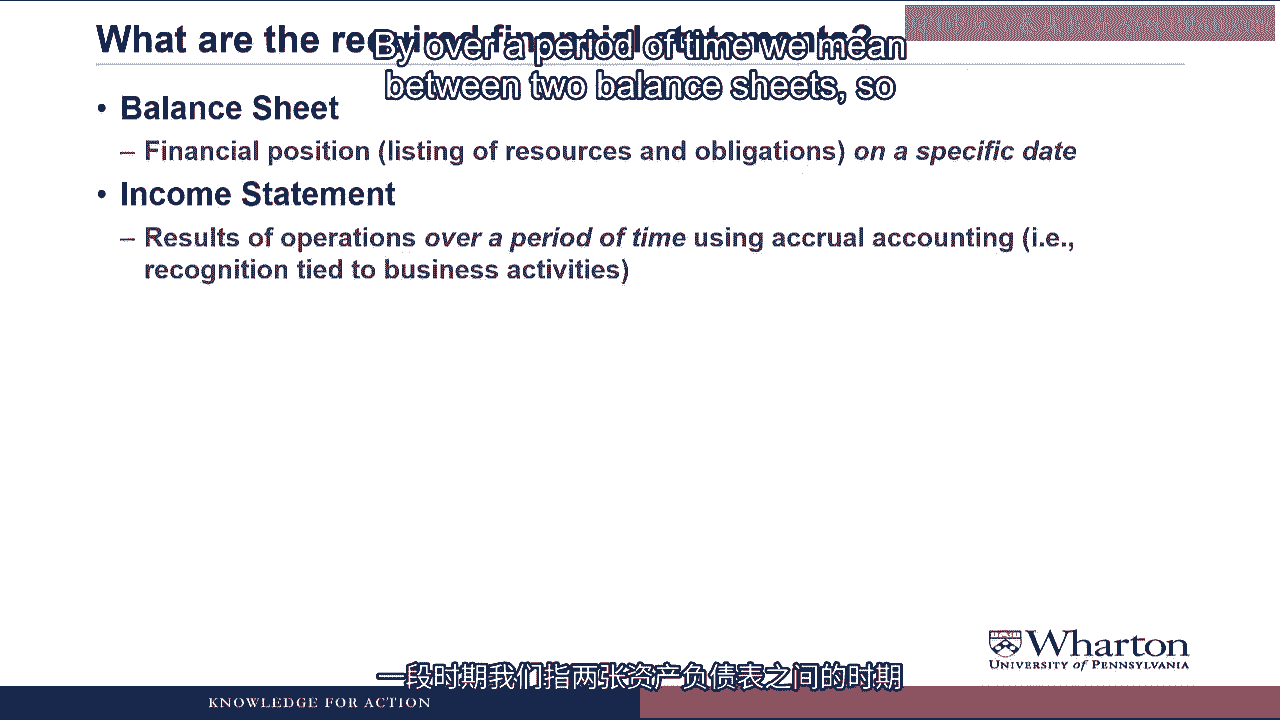 What are the required financial statements?
By over a period of time we mean
between two balance sheets, so
• Balance Sheet
– Financial position (listing of resources and obligations) on a specific date
• Income Statement
– Results of operations over a period of time using accrual accounting (i.e.,
recognition tied to business activities)
Wharton
UNIVERSITY of PENNSYLVANIA
一段时期我们指两张资产负债表之间的时期
KNOWLEDGE FOR ACTION